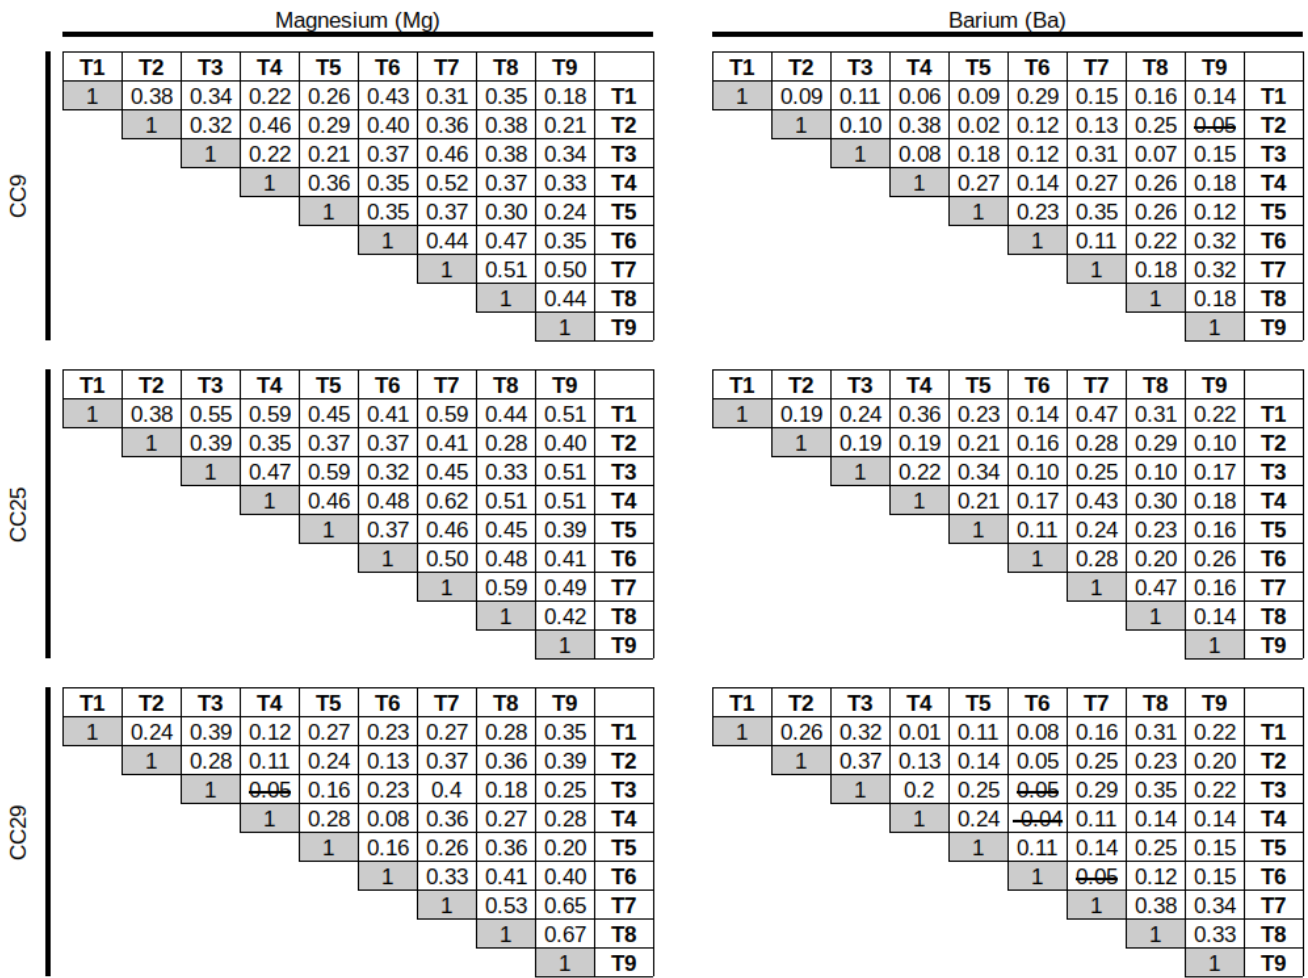 Magnesium (Mg) Barium (Ba)
CC9
T1 T2 T3 T4 T5 T6 T7 T8 T9
1 0.38 0.34 0.22 0.26 0.43 0.31 0.35 0.18 T1
1 0.32 0.46 0.29 0.40 0.36 0.38 0.21 T2
1 0.22 0.21 0.37 0.46 0.38 0.34 T3
1 0.36 0.35 0.52 0.37 0.33 T4
1 0.35 0.37 0.30 0.24 T5
1 0.44 0.47 0.35 T6
1 0.51 0.50 T7
1 0.44 T8
1 T9
T1 T2 T3 T4 T5 T6 T7 T8 T9
1 0.09 0.11 0.06 0.09 0.29 0.15 0.16 0.14 T1
1 0.10 0.38 0.02 0.12 0.13 0.25 0.05 T2
1 0.08 0.18 0.12 0.31 0.07 0.15 T3
1 0.27 0.14 0.27 0.26 0.18 T4
1 0.23 0.35 0.26 0.12 T5
1 0.11 0.22 0.32 T6
1 0.18 0.32 T7
1 0.18 T8
1 T9
CC25
T1 T2 T3 T4 T5 T6 T7 T8 T9
1 0.38 0.55 0.59 0.45 0.41 0.59 0.44 0.51 T1
1 0.39 0.35 0.37 0.37 0.41 0.28 0.40 T2
1 0.47 0.59 0.32 0.45 0.33 0.51 T3
1 0.46 0.48 0.62 0.51 0.51 T4
1 0.37 0.46 0.45 0.39 T5
1 0.50 0.48 0.41 T6
1 0.59 0.49 T7
1 0.42 T8
1 T9
T1 T2 T3 T4 T5 T6 T7 T8 T9
1 0.19 0.24 0.36 0.23 0.14 0.47 0.31 0.22 T1
1 0.19 0.19 0.21 0.16 0.28 0.29 0.10 T2
1 0.22 0.34 0.10 0.25 0.10 0.17 T3
1 0.21 0.17 0.43 0.30 0.18 T4
1 0.11 0.24 0.23 0.16 T5
1 0.28 0.20 0.26 T6
1 0.47 0.16 T7
1 0.14 T8
1 T9
CC29
T1 T2 T3 T4 T5 T6 T7 T8 T9
1 0.24 0.39 0.12 0.27 0.23 0.27 0.28 0.35 T1
1 0.28 0.11 0.24 0.13 0.37 0.36 0.39 T2
1 0.05 0.16 0.23 0.4 0.18 0.25 T3
1 0.28 0.08 0.36 0.27 0.28 T4
1 0.16 0.26 0.36 0.20 T5
1 0.33 0.41 0.40 T6
1 0.53 0.65 T7
1 0.67 T8
1 T9
T1 T2 T3 T4 T5 T6 T7 T8 T9
1 0.26 0.32 0.01 0.11 0.08 0.16 0.31 0.22 T1
1 0.37 0.13 0.14 0.05 0.25 0.23 0.20 T2
1 0.2 0.25 0.05 0.29 0.35 0.22 T3
1 0.24 -0.04 0.11 0.14 0.14 T4
1 0.11 0.14 0.25 0.15 T5
1 0.05 0.12 0.15 T6
1 0.38 0.34 T7
1 0.33 T8
1 T9